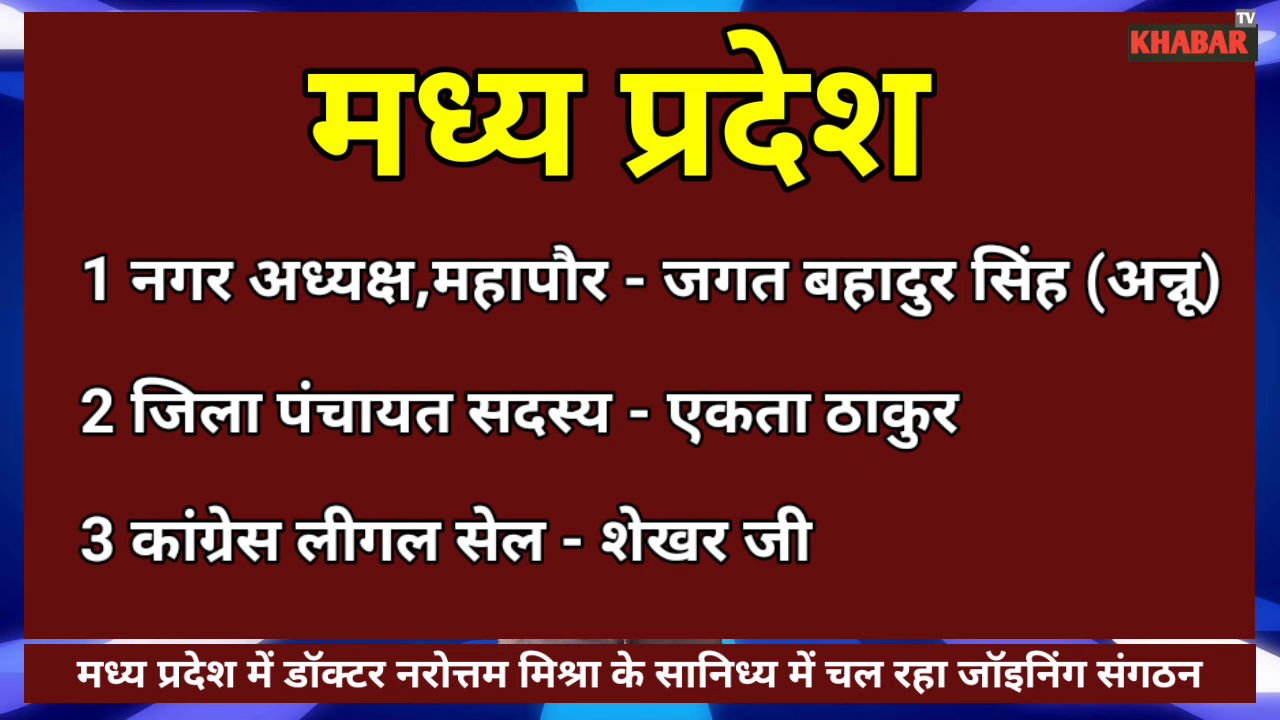 KHABAR TV
मध्य प्रदेश
1 नगर अध्यक्ष,महापौर - जगत बहादुर सिंह (अन्नू)
2 जिला पंचायत सदस्य - एकता ठाकुर
3 कांग्रेस लीगल सेल - शेखर जी
मध्य प्रदेश में डॉक्टर नरोत्तम मिश्रा के सानिध्य में चल रहा जॉइनिंग संगठन